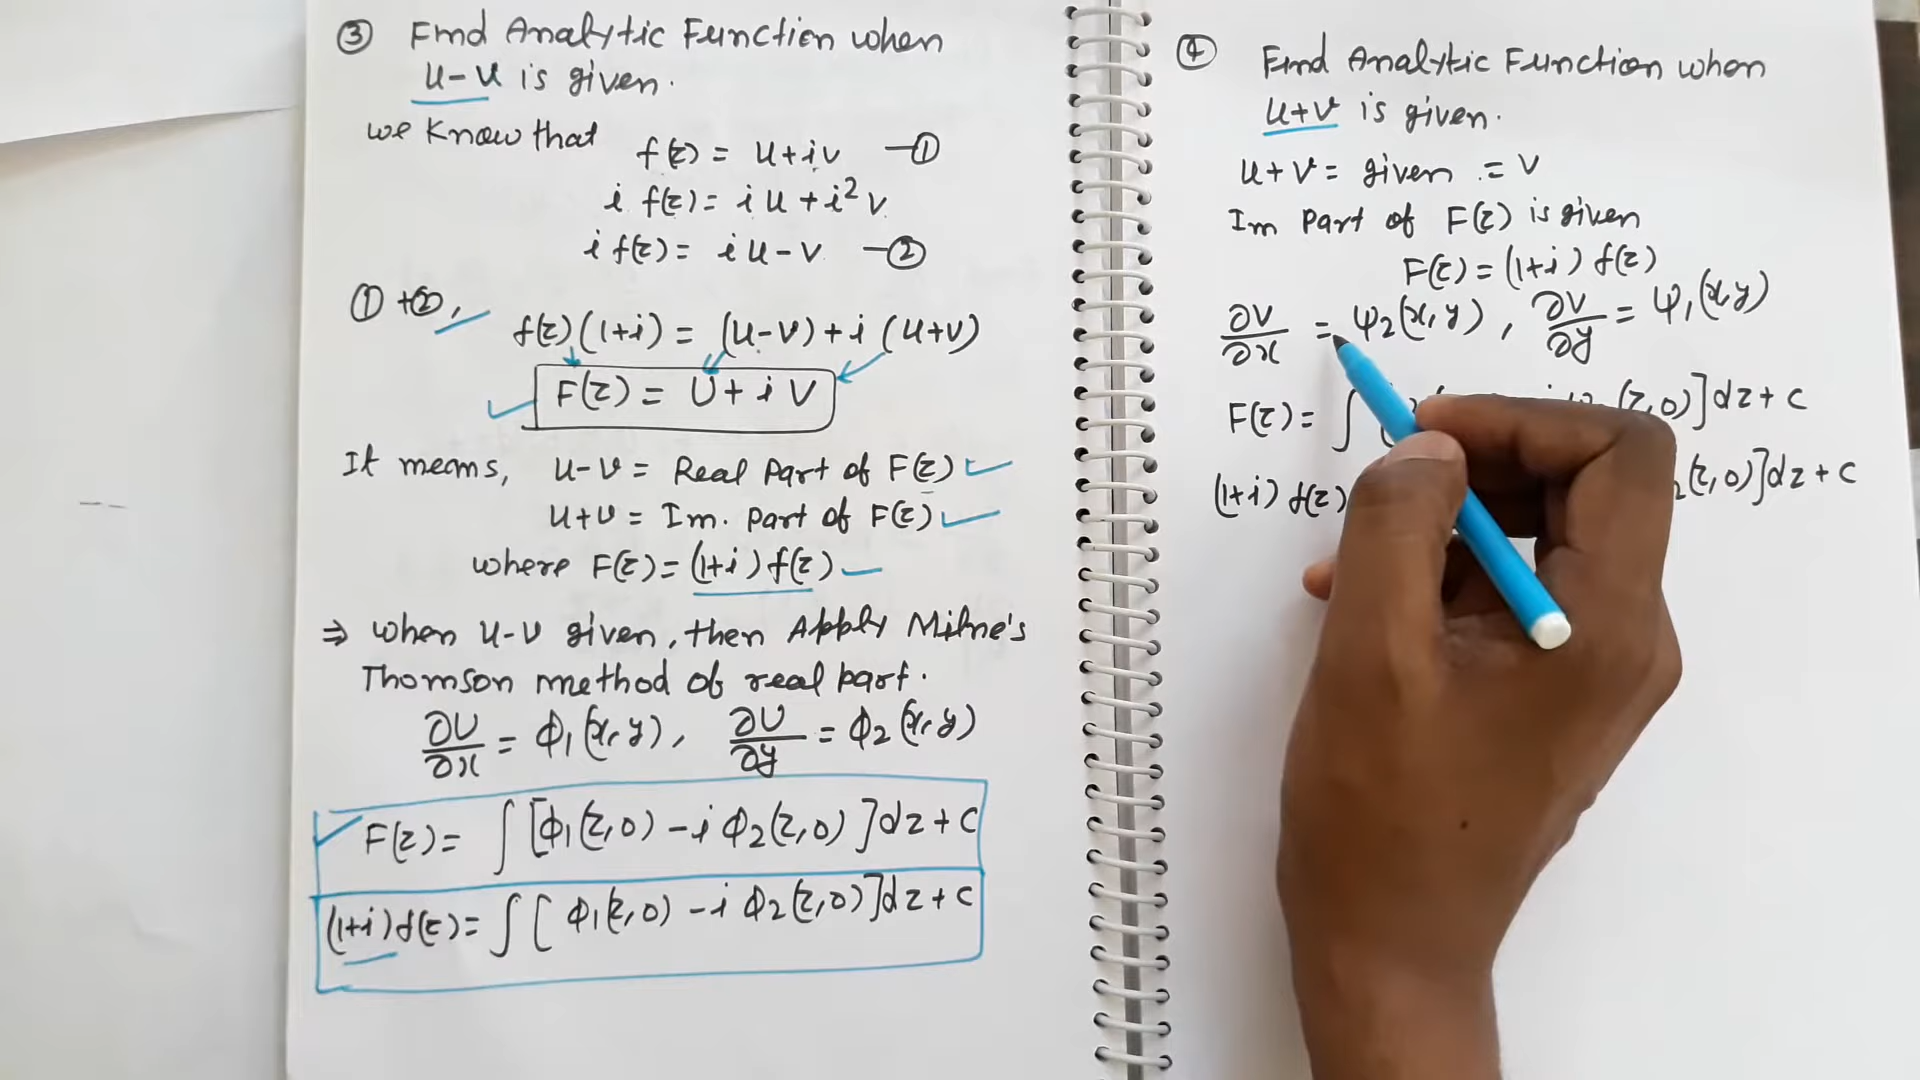 ③ Find Analytic Function when
u-v is given.
we know that
f(z) = u+iv —①
i f(z) = i u + i² v
i f(z) = i u - v —②
① + ②,
f(z)(1+i) = (u-v) + i (u+v)
F(z) = U + i V
It means, u-v = Real Part of F(z)
u+v = Im. Part of F(z)
where F(z) = (1+i) f(z)
⇒ when u-v given, then Apply Milne's
Thomson method of real part.
∂U/∂x = φ₁(x,y), ∂U/∂y = φ₂(x,y)
F(z) = ∫ [φ₁(z,0) - i φ₂(z,0)] dz + c
(1+i) f(z) = ∫ [ φ₁(z,0) - i φ₂(z,0)] dz + c
④ Find Analytic Function when
u+v is given.
u+v = given = V
Im Part of F(z) is given
F(z) = (1+i) f(z)
∂V/∂x = ψ₂(x,y), ∂V/∂y = ψ₁(x,y)
F(z) = ∫ (z,0)] dz + c
(1+i) f(z) ₂(z,0)] dz + c